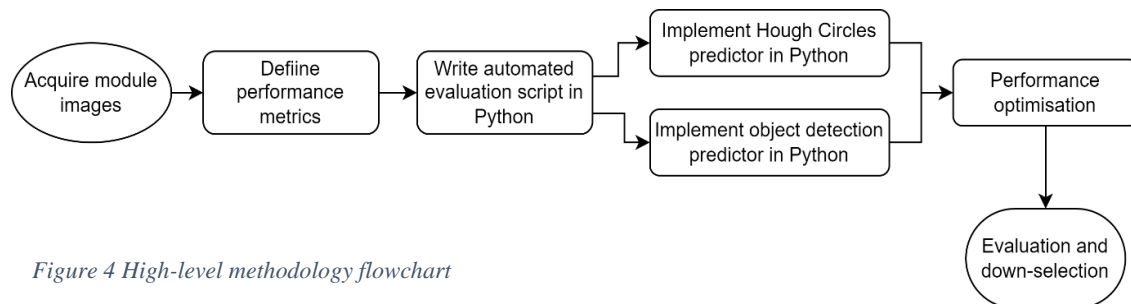 Acquire module
images
Defiine
performance
metrics
Write automated
evaluation script in
Python
Implement Hough Circles
predictor in Python
Implement object detection
predictor in Python
Performance
optimisation
Evaluation and
down-selection
Figure 4 High-level methodology flowchart